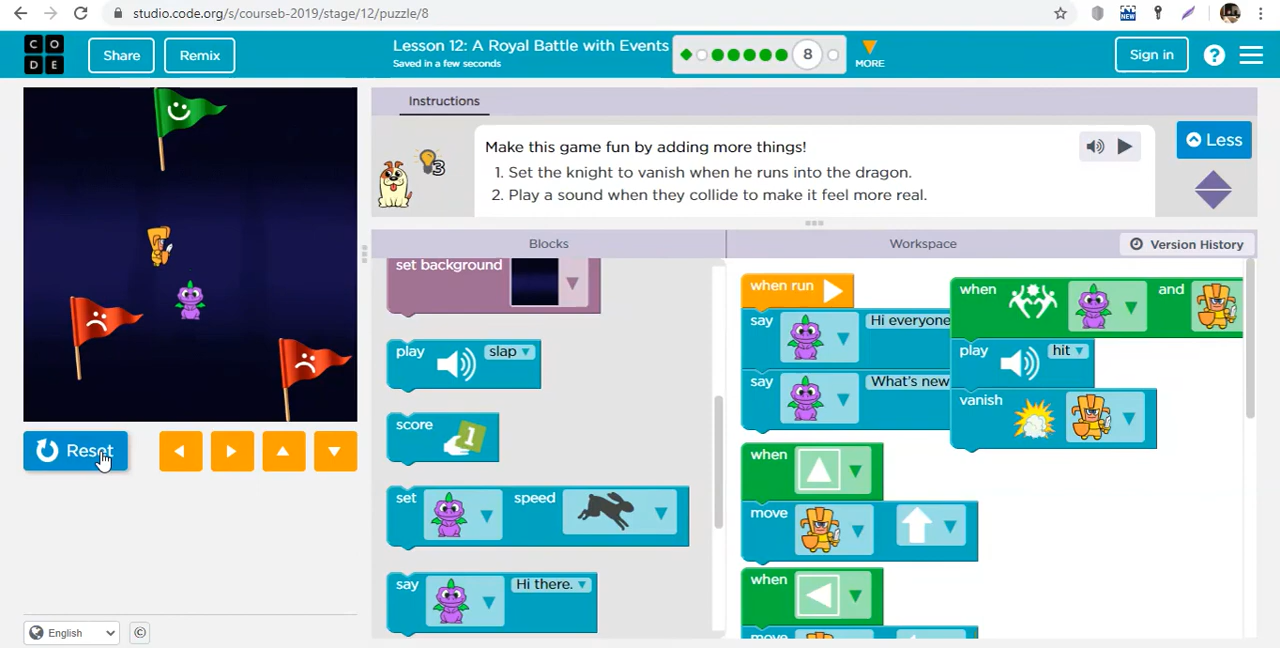 studio.code.org/s/courseb-2019/stage/12/puzzle/8
NEW
C O
D E
Share
Remix
Lesson 12: A Royal Battle with Events
Saved in a few seconds
8
MORE
Sign in
?
Instructions
3
Make this game fun by adding more things!
1. Set the knight to vanish when he runs into the dragon.
2. Play a sound when they collide to make it feel more real.
Less
Blocks
Workspace
Version History
set background
play slap
score 1
set speed
say Hi there.
when run
say Hi everyone
say What's new
when
move
when
move
when and
play hit
vanish
Reset
English
©